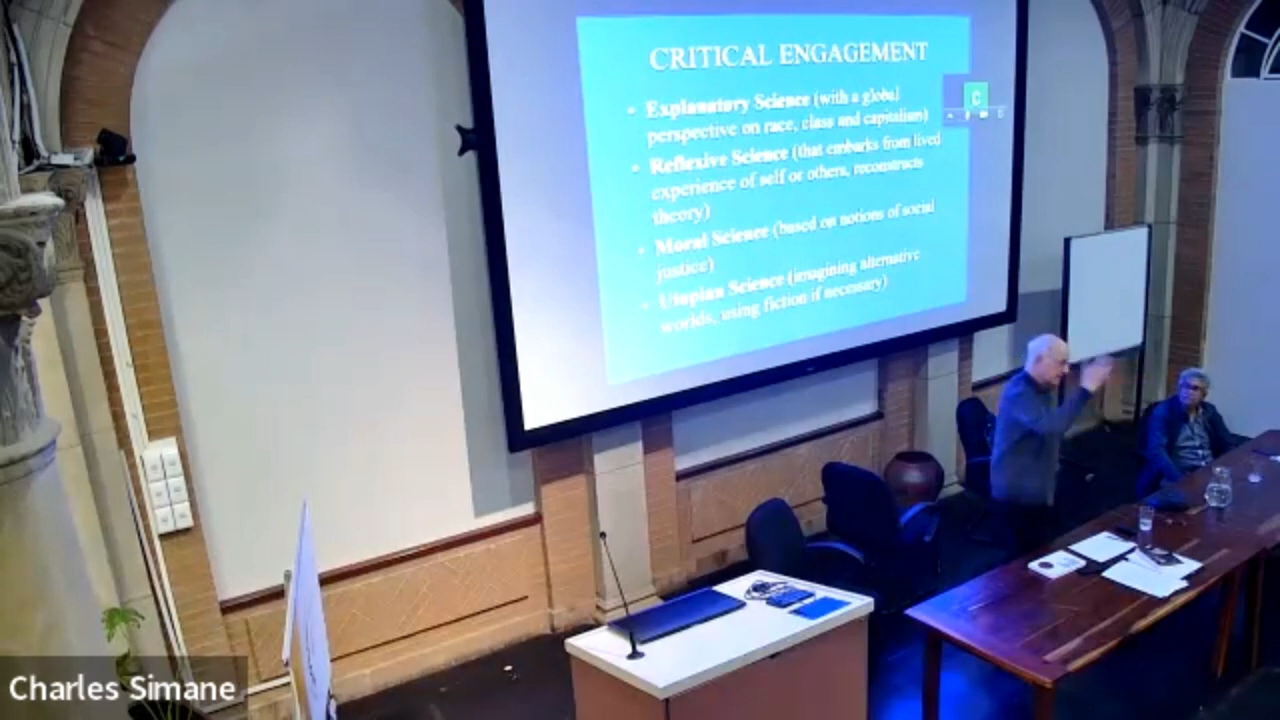 CRITICAL ENGAGEMENT
• Explanatory Science (with a global
perspective on race, class and capitalism)
• Reflexive Science (that embarks from lived
experience of self or others, reconstructs
theory)
• Moral Science (based on notions of social
justice)
• Utopian Science (imagining alternative
worlds, using fiction if necessary)
C
Charles Simane